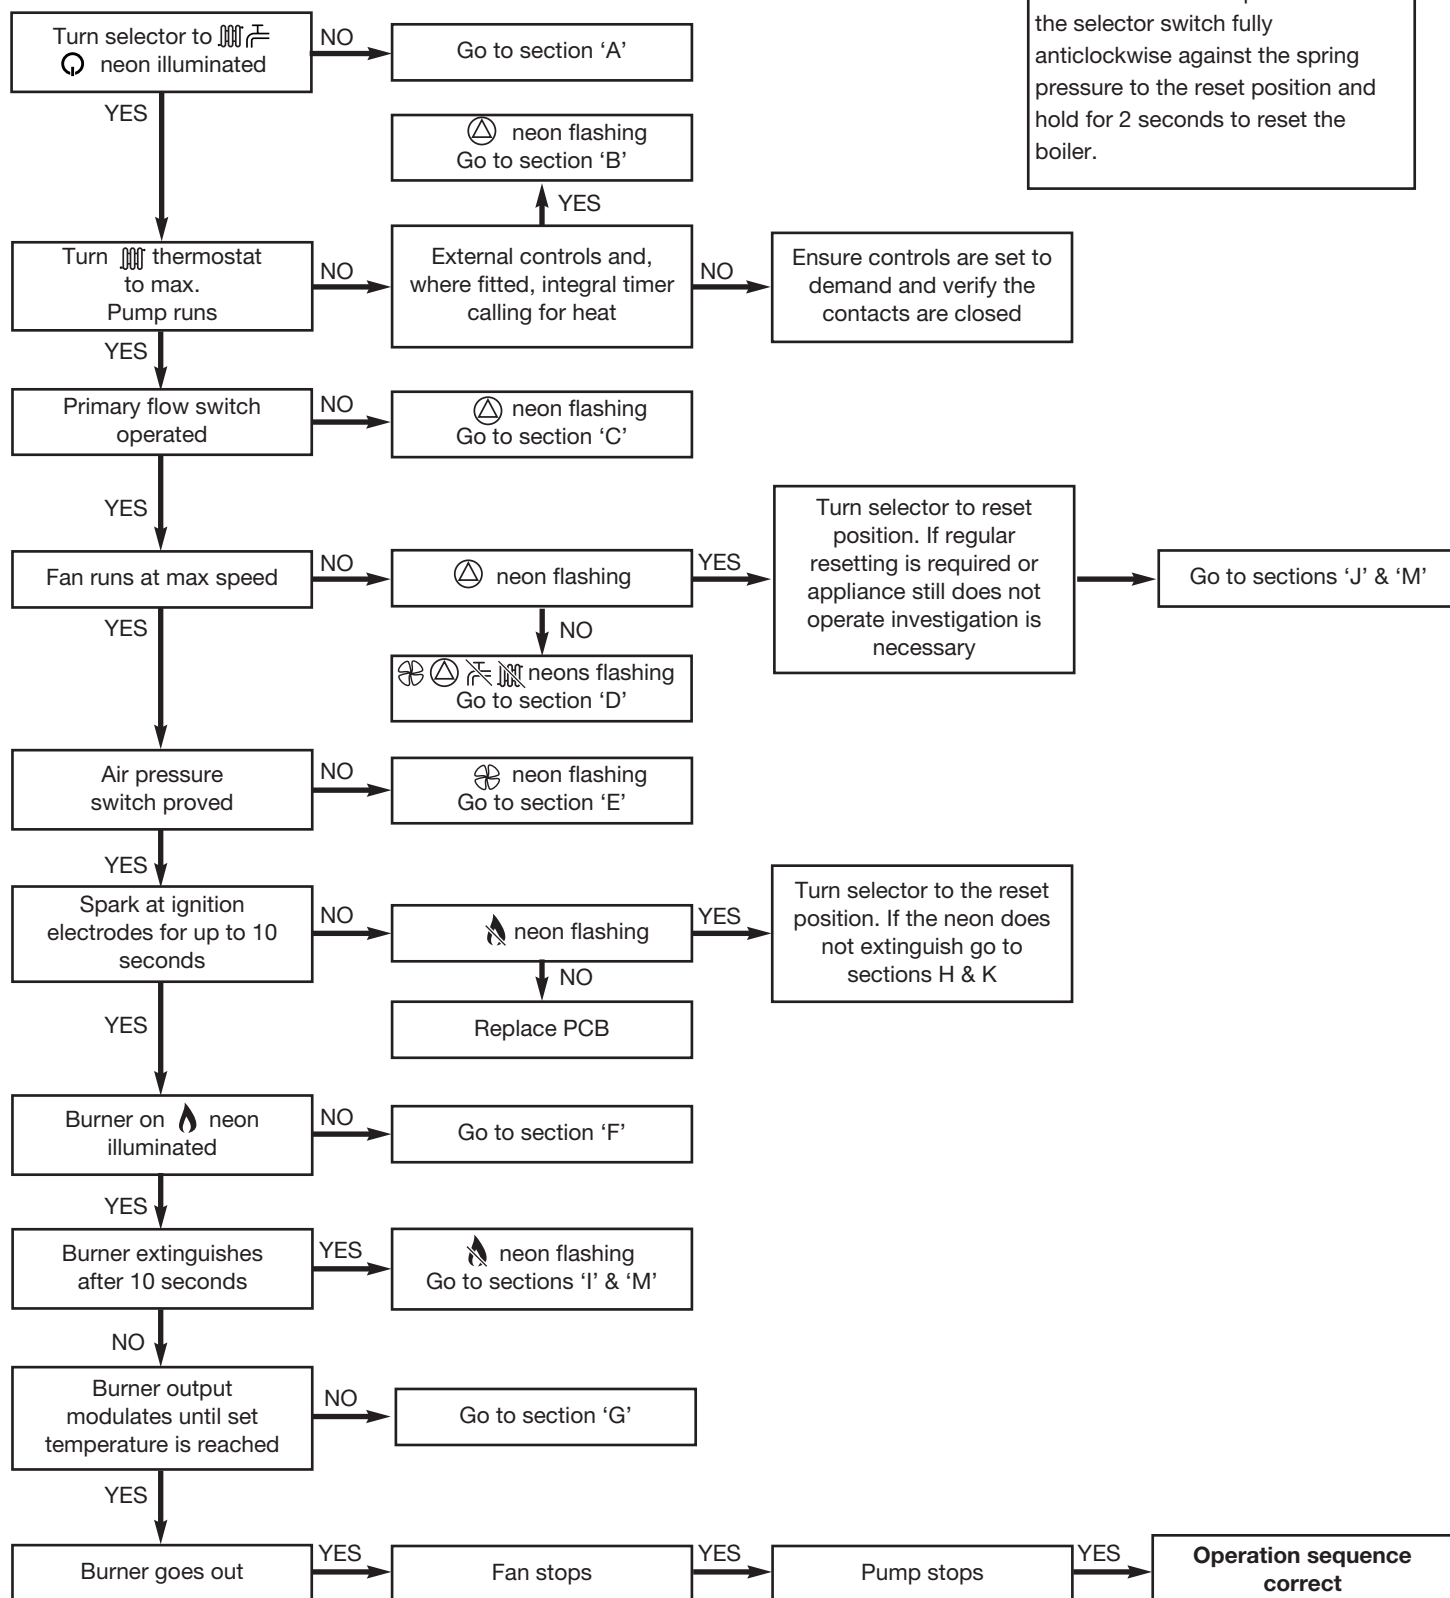 the selector switch fully
anticlockwise against the spring
pressure to the reset position and
hold for 2 seconds to reset the
boiler.
Turn selector to
neon illuminated
NO
Go to section ‘A’
YES
neon flashing
Go to section ‘B’
YES
Turn thermostat
to max.
Pump runs
NO
External controls and,
where fitted, integral timer
calling for heat
NO
Ensure controls are set to
demand and verify the
contacts are closed
YES
Primary flow switch
operated
NO
neon flashing
Go to section ‘C’
YES
Fan runs at max speed
NO
neon flashing
YES
Turn selector to reset
position. If regular
resetting is required or
appliance still does not
operate investigation is
necessary
Go to sections ‘J’ & ‘M’
NO
neons flashing
Go to section ‘D’
YES
Air pressure
switch proved
NO
neon flashing
Go to section ‘E’
YES
Spark at ignition
electrodes for up to 10
seconds
NO
neon flashing
YES
Turn selector to the reset
position. If the neon does
not extinguish go to
sections H & K
NO
Replace PCB
YES
Burner on neon
illuminated
NO
Go to section ‘F’
YES
Burner extinguishes
after 10 seconds
YES
neon flashing
Go to sections ‘I’ & ‘M’
NO
Burner output
modulates until set
temperature is reached
NO
Go to section ‘G’
YES
Burner goes out
YES
Fan stops
YES
Pump stops
YES
Operation sequence
correct